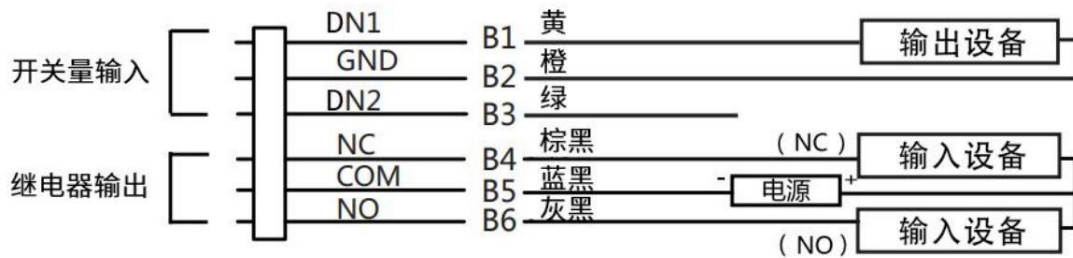 开关量输入
DN1 B1 黄 输出设备
GND B2 橙
DN2 B3 绿
继电器输出
NC B4 棕黑 (NC) 输入设备
COM B5 蓝黑 - 电源 +
NO B6 灰黑 (NO) 输入设备